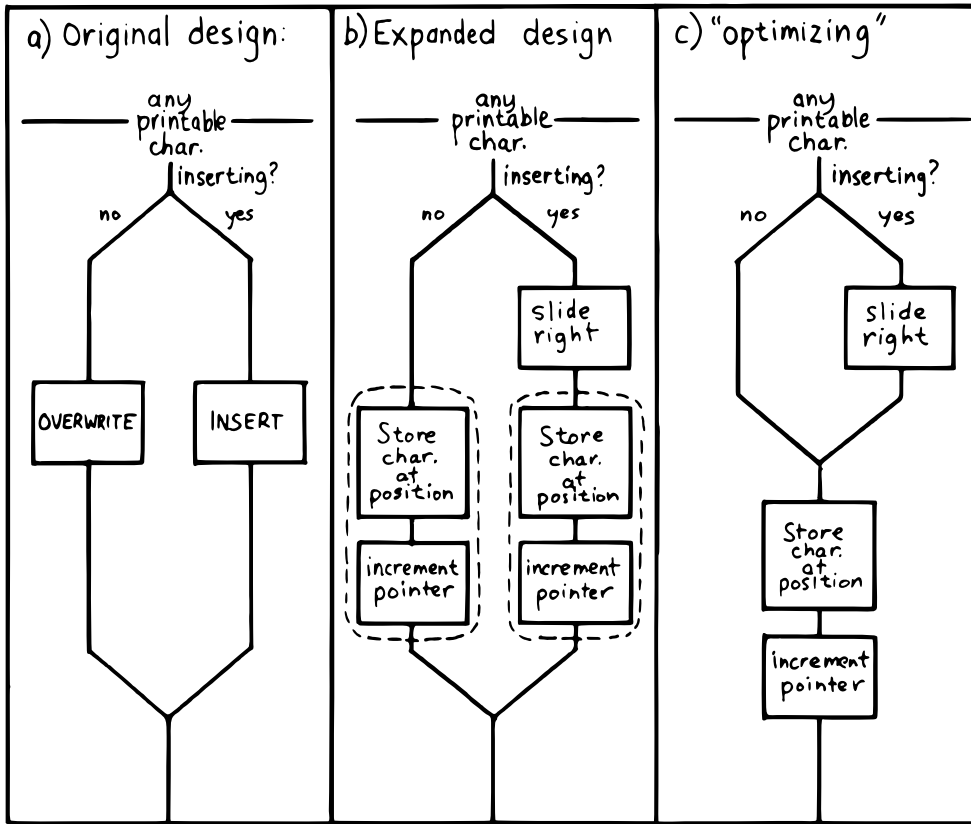 a) Original design:
any
printable
char.
inserting?
no
yes
OVERWRITE
INSERT
b) Expanded design
any
printable
char.
inserting?
no
yes
slide
right
Store
char.
at
position
increment
pointer
Store
char.
at
position
increment
pointer
c) "optimizing"
any
printable
char.
inserting?
no
yes
slide
right
Store
char.
at
position
increment
pointer